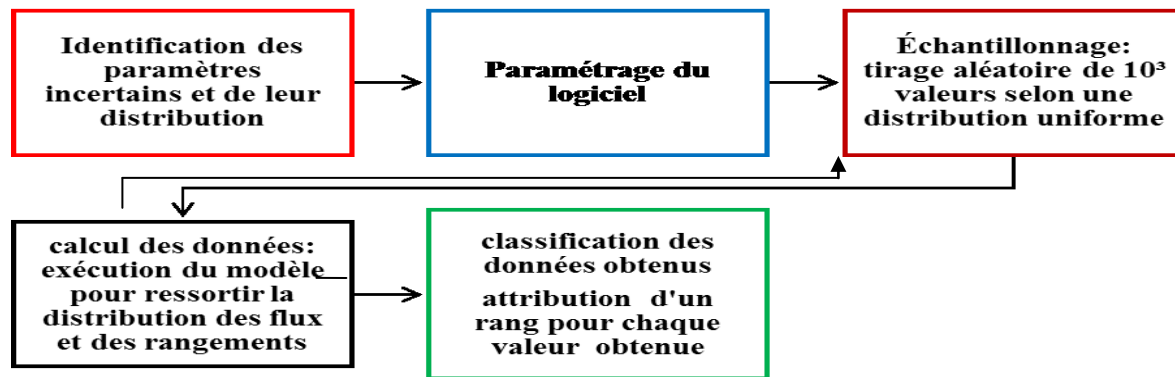 Identification des
paramètres
incertains et de leur
distribution
Paramétrage du
logiciel
Échantillonnage:
tirage aléatoire de 10³
valeurs selon une
distribution uniforme
calcul des données:
exécution du modèle
pour ressortir la
distribution des flux
et des rangements
classification des
données obtenus
attribution d'un
rang pour chaque
valeur obtenue